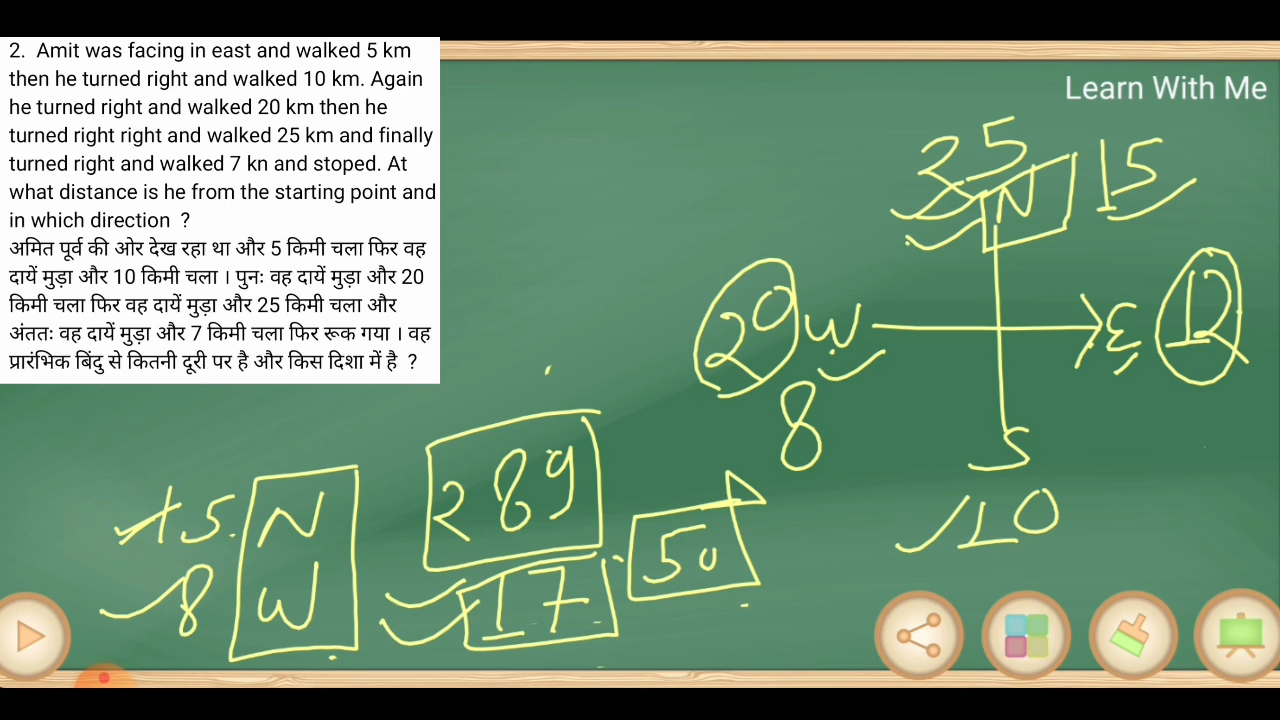 2. Amit was facing in east and walked 5 km
then he turned right and walked 10 km. Again
he turned right and walked 20 km then he
turned right right and walked 25 km and finally
turned right and walked 7 kn and stoped. At
what distance is he from the starting point and
in which direction ?
अमित पूर्व की ओर देख रहा था और 5 किमी चला फिर वह
दायें मुड़ा और 10 किमी चला । पुनः वह दायें मुड़ा और 20
किमी चला फिर वह दायें मुड़ा और 25 किमी चला और
अंततः वह दायें मुड़ा और 7 किमी चला फिर रूक गया । वह
प्रारंभिक बिंदु से कितनी दूरी पर है और किस दिशा में है ?
Learn With Me
25
N 15
20 W E 12
8
S
10
15 N
8 W
289
17
50